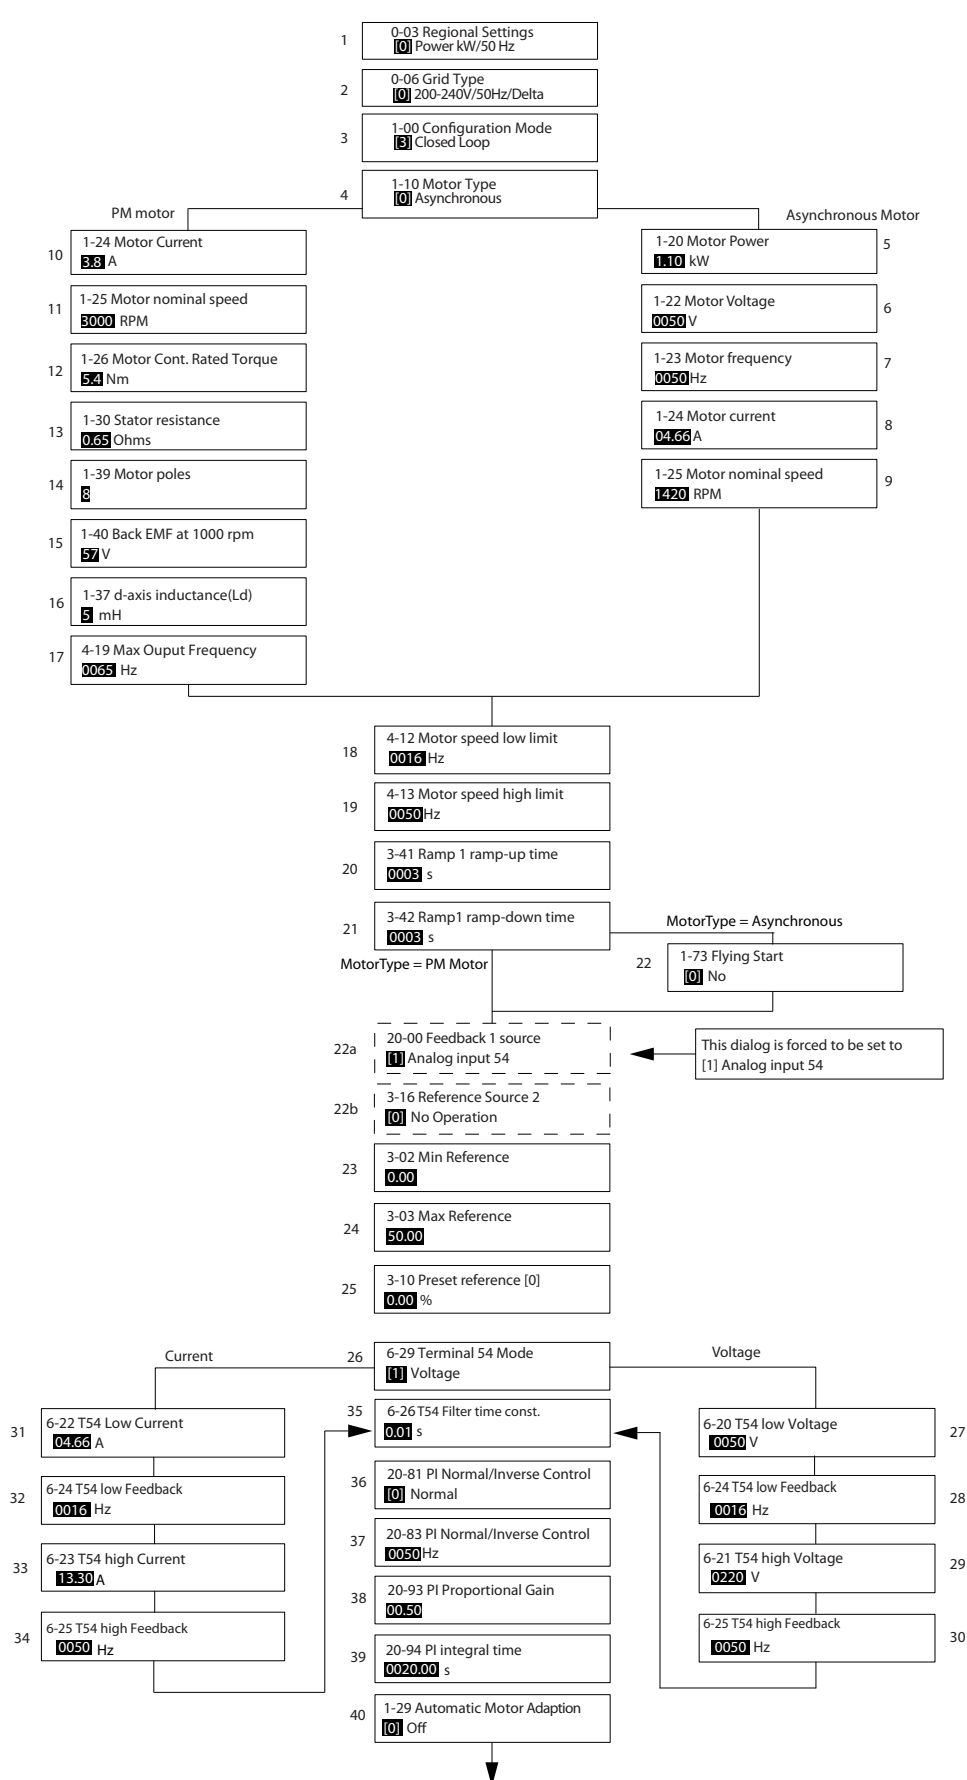 1
0-03 Regional Settings
[0] Power kW/50 Hz
2
0-06 Grid Type
[0] 200-240V/50Hz/Delta
3
1-00 Configuration Mode
[3] Closed Loop
4
1-10 Motor Type
[0] Asynchronous
PM motor
Asynchronous Motor
10
1-24 Motor Current
3.8 A
11
1-25 Motor nominal speed
3000 RPM
12
1-26 Motor Cont. Rated Torque
5.4 Nm
13
1-30 Stator resistance
0.65 Ohms
14
1-39 Motor poles
8
15
1-40 Back EMF at 1000 rpm
57 V
16
1-37 d-axis inductance(Ld)
5 mH
17
4-19 Max Ouput Frequency
0065 Hz
1-20 Motor Power
1.10 kW
5
1-22 Motor Voltage
0050 V
6
1-23 Motor frequency
0050 Hz
7
1-24 Motor current
04.66 A
8
1-25 Motor nominal speed
1420 RPM
9
18
4-12 Motor speed low limit
0016 Hz
19
4-13 Motor speed high limit
0050 Hz
20
3-41 Ramp 1 ramp-up time
0003 s
21
3-42 Ramp1 ramp-down time
0003 s
MotorType = Asynchronous
MotorType = PM Motor
22
1-73 Flying Start
[0] No
22a
20-00 Feedback 1 source
[1] Analog input 54
This dialog is forced to be set to
[1] Analog input 54
22b
3-16 Reference Source 2
[0] No Operation
23
3-02 Min Reference
0.00
24
3-03 Max Reference
50.00
25
3-10 Preset reference [0]
0.00 %
Current
26
6-29 Terminal 54 Mode
[1] Voltage
Voltage
31
6-22 T54 Low Current
04.66 A
32
6-24 T54 low Feedback
0016 Hz
33
6-23 T54 high Current
13.30 A
34
6-25 T54 high Feedback
0050 Hz
35
6-26 T54 Filter time const.
0.01 s
36
20-81 PI Normal/Inverse Control
[0] Normal
37
20-83 PI Normal/Inverse Control
0050 Hz
38
20-93 PI Proportional Gain
00.50
39
20-94 PI integral time
0020.00 s
40
1-29 Automatic Motor Adaption
[0] Off
6-20 T54 low Voltage
0050 V
27
6-24 T54 low Feedback
0016 Hz
28
6-21 T54 high Voltage
0220 V
29
6-25 T54 high Feedback
0050 Hz
30